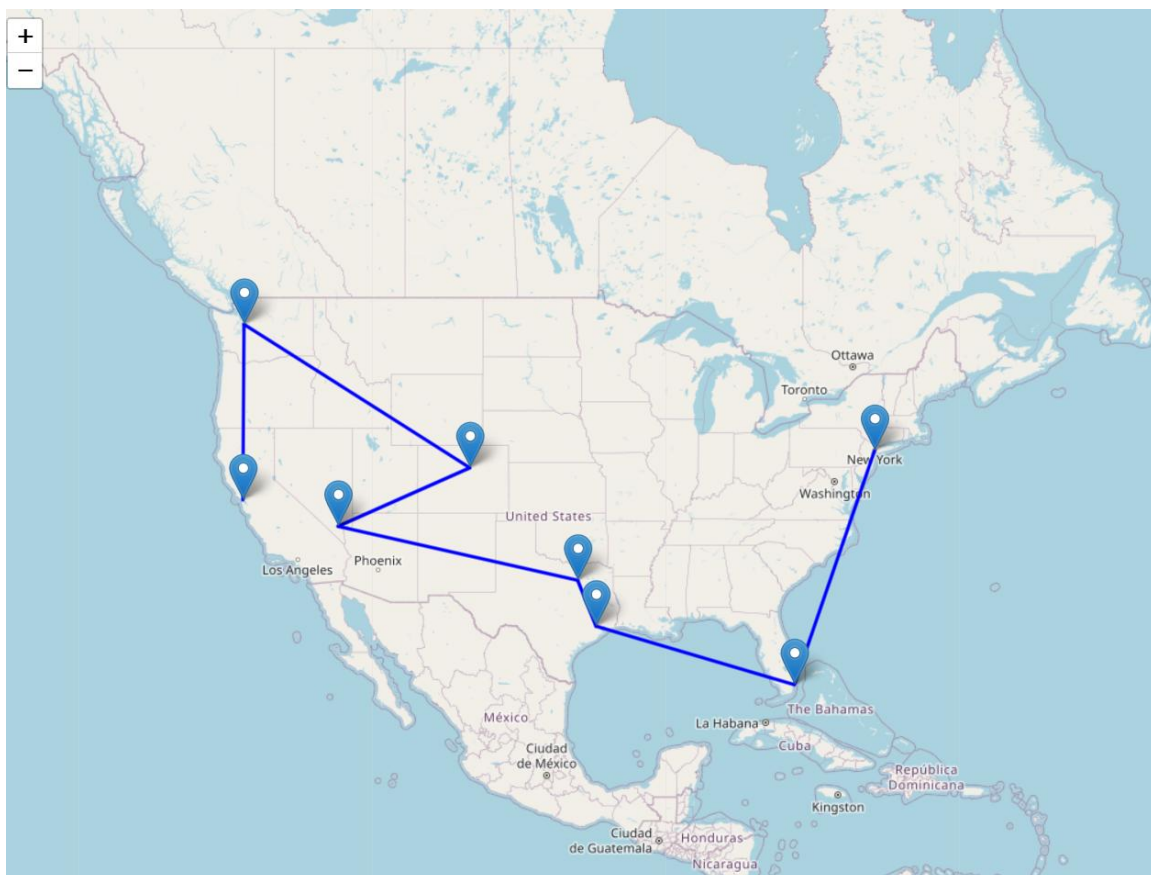 +
−
Ottawa
Toronto
New York
Washington
United States
Phoenix
Los Angeles
The Bahamas
La Habana
México
Cuba
Ciudad
de México
República
Dominicana
Kingston
Ciudad
de Guatemala
Honduras
Nicaragua